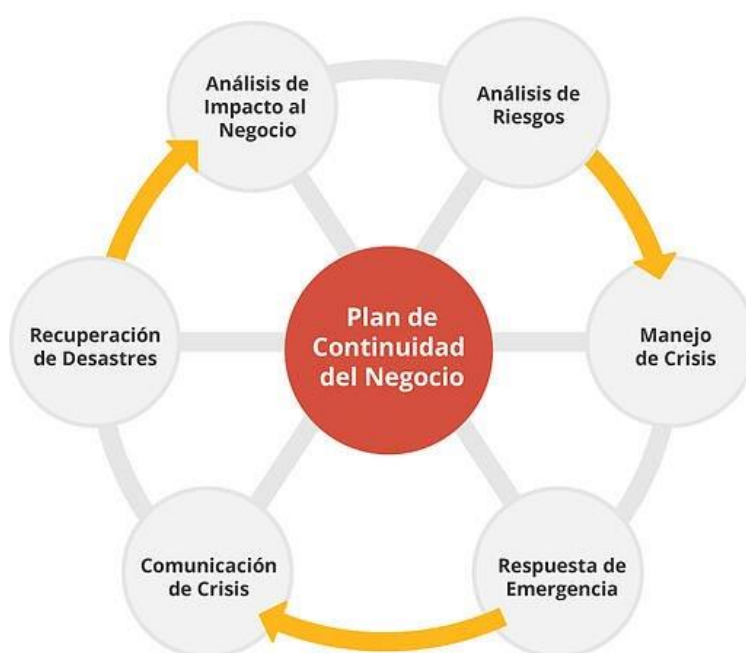 Análisis de
Impacto al
Negocio
Análisis de
Riesgos
Manejo
de Crisis
Respuesta de
Emergencia
Comunicación
de Crisis
Recuperación
de Desastres
Plan de
Continuidad
del Negocio